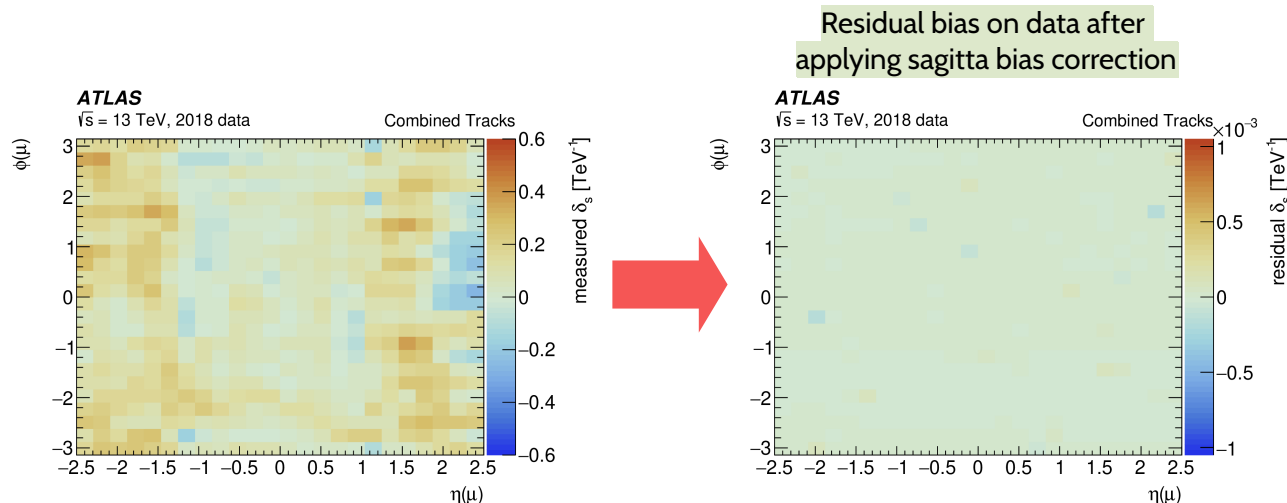 Residual bias on data after
applying sagitta bias correction
ATLAS
√s = 13 TeV, 2018 data
Combined Tracks
ϕ(μ)
3
2
1
0
−1
−2
−3
−2.5 −2 −1.5 −1 −0.5 0 0.5 1 1.5 2 2.5
η(μ)
0.6
0.4
0.2
0
−0.2
−0.4
−0.6
measured δs [TeV⁻¹]
ATLAS
√s = 13 TeV, 2018 data
Combined Tracks
×10⁻³
ϕ(μ)
3
2
1
0
−1
−2
−3
−2.5 −2 −1.5 −1 −0.5 0 0.5 1 1.5 2 2.5
η(μ)
1
0.5
0
−0.5
−1
residual δs [TeV⁻¹]